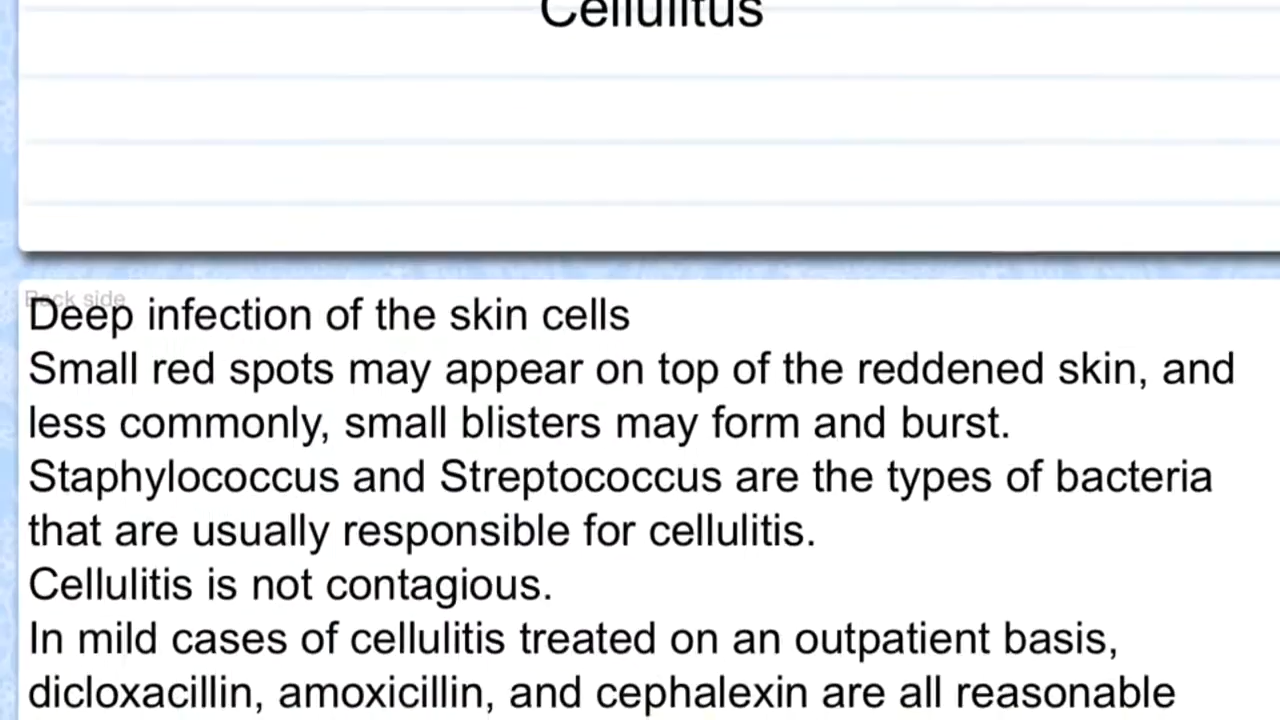 Cellulitus
Back side
Deep infection of the skin cells
Small red spots may appear on top of the reddened skin, and
less commonly, small blisters may form and burst.
Staphylococcus and Streptococcus are the types of bacteria
that are usually responsible for cellulitis.
Cellulitis is not contagious.
In mild cases of cellulitis treated on an outpatient basis,
dicloxacillin, amoxicillin, and cephalexin are all reasonable